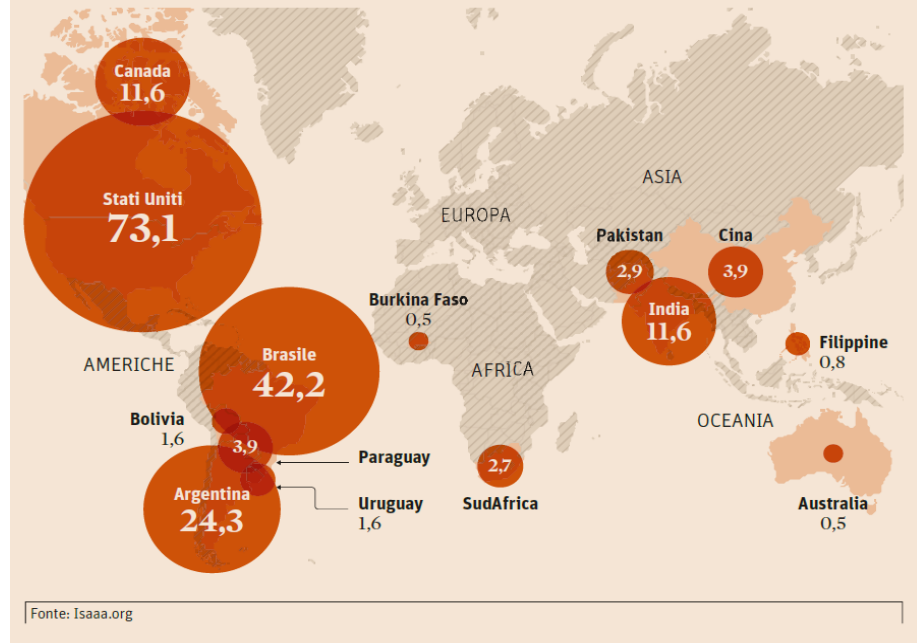 Canada
11,6
Stati Uniti
73,1
ASIA
EUROPA
Pakistan
2,9
Cina
3,9
Burkina Faso
0,5
India
11,6
Brasile
42,2
AMERICHE
AFRICA
Filippine
0,8
Bolivia
1,6
3,9
Paraguay
OCEANIA
2,7
SudAfrica
Argentina
24,3
Uruguay
1,6
Australia
0,5
Fonte: Isaaa.org